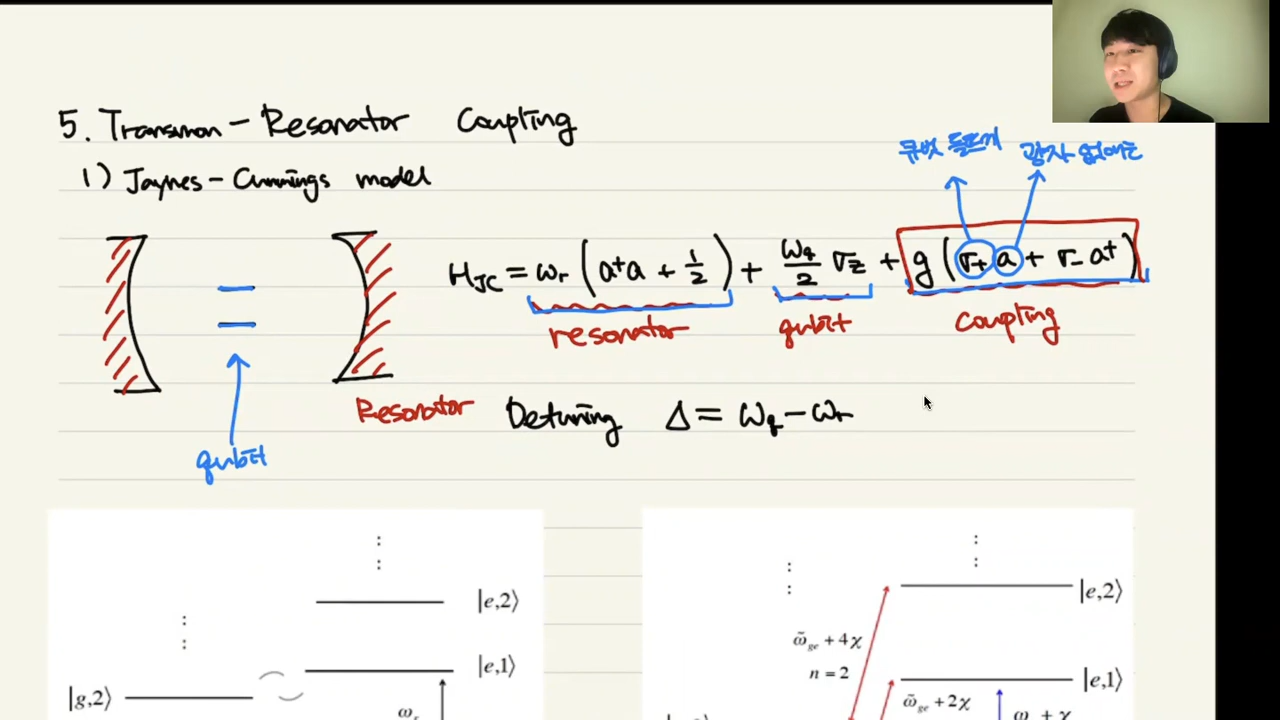 5. Transmon - Resonator Coupling
1) Jaynes - Cummings model
큐빗 들뜨게 광자 없애는
H_JC = ω_r (a†a + 1/2) + ω_q/2 σ_z + g (σ_+ a + σ_- a†)
resonator qubit coupling
Resonator Detuning Δ = ω_q - ω_r
qubit
⋮
|e,2⟩
⋮
|e,1⟩
|g,2⟩
⋮
|e,2⟩
⋮
ω̃_ge + 4χ
n = 2
|e,1⟩
ω̃_ge + 2χ